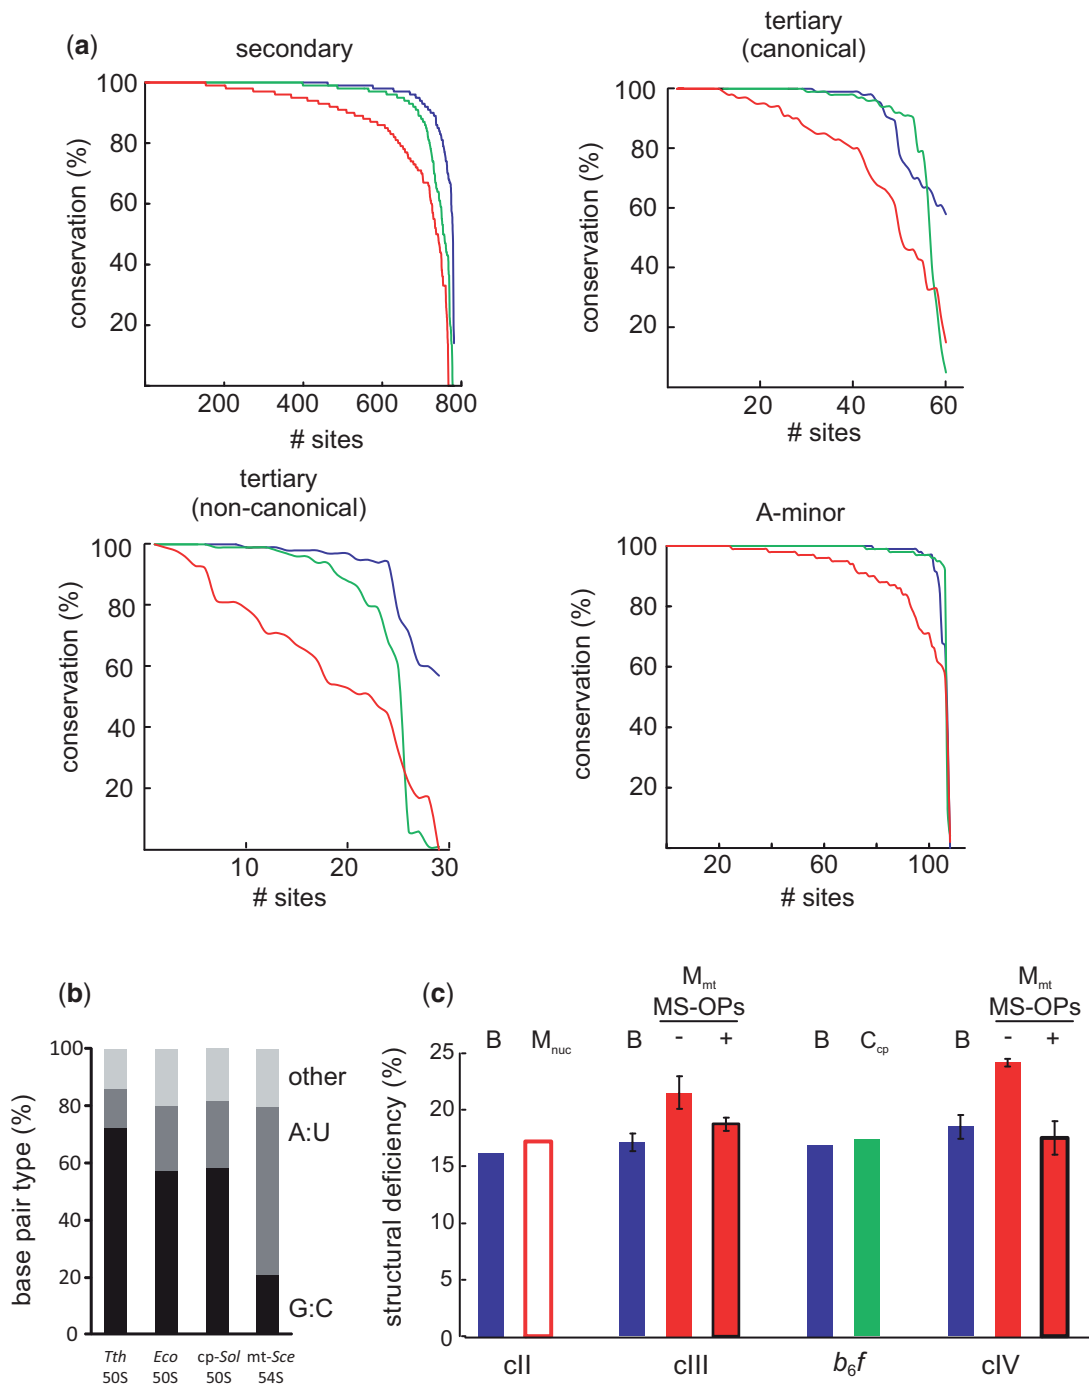 (a)
secondary
conservation (%)
100
80
60
40
20
200 400 600 800
# sites
tertiary
(canonical)
conservation (%)
100
80
60
40
20
20 40 60
# sites
tertiary
(non-canonical)
conservation (%)
100
80
60
40
20
10 20 30
# sites
A-minor
conservation (%)
100
80
60
40
20
20 60 100
# sites
(b)
base pair type (%)
100
80
60
40
20
0
other
A:U
G:C
Tth Eco cp-Sol mt-Sce
50S 50S 50S 54S
(c)
structural deficiency (%)
25
20
15
10
5
0
B Mnuc
Mmt
MS-OPs
B - +
B Ccp
Mmt
MS-OPs
B - +
cII cIII b6f cIV